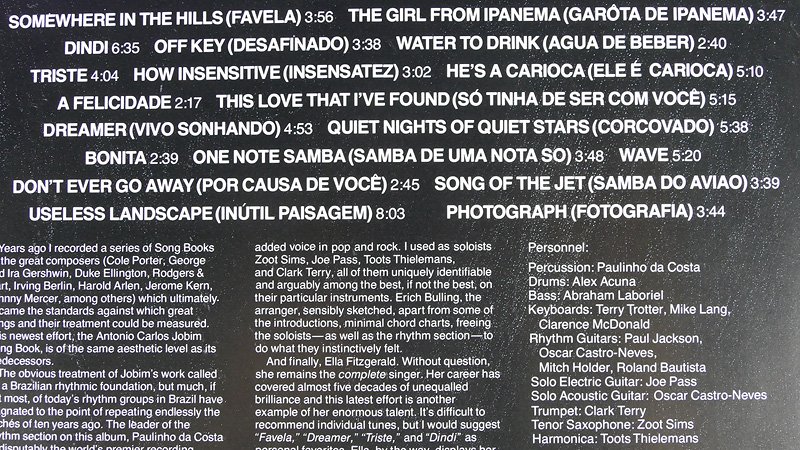 SOMEWHERE IN THE HILLS (FAVELA) 3:56 THE GIRL FROM IPANEMA (GARÔTA DE IPANEMA) 3:47
DINDI 6:35 OFF KEY (DESAFINADO) 3:38 WATER TO DRINK (AGUA DE BEBER) 2:40
TRISTE 4:04 HOW INSENSITIVE (INSENSATEZ) 3:02 HE'S A CARIOCA (ELE É CARIOCA) 5:10
A FELICIDADE 2:17 THIS LOVE THAT I'VE FOUND (SÓ TINHA DE SER COM VOCÊ) 5:15
DREAMER (VIVO SONHANDO) 4:53 QUIET NIGHTS OF QUIET STARS (CORCOVADO) 5:38
BONITA 2:39 ONE NOTE SAMBA (SAMBA DE UMA NOTA SO) 3:48 WAVE 5:20
DON'T EVER GO AWAY (POR CAUSA DE VOCÊ) 2:45 SONG OF THE JET (SAMBA DO AVIAO) 3:39
USELESS LANDSCAPE (INÚTIL PAISAGEM) 8:03 PHOTOGRAPH (FOTOGRAFIA) 3:44
Years ago I recorded a series of Song Books
the great composers (Cole Porter, George
Ira Gershwin, Duke Ellington, Rodgers &
Irving Berlin, Harold Arlen, Jerome Kern,
Mercer, among others) which ultimately
the standards against which great
and their treatment could be measured.
newest effort, the Antonio Carlos Jobim
Book, is of the same aesthetic level as its
The obvious treatment of Jobim's work called
a Brazilian rhythmic foundation, but much, if
most, of today's rhythm groups in Brazil have
to the point of repeating endlessly the
of ten years ago. The leader of the
section on this album, Paulinho da Costa
the world's premier recording
added voice in pop and rock. I used as soloists
Zoot Sims, Joe Pass, Toots Thielemans,
and Clark Terry, all of them uniquely identifiable
and arguably among the best, if not the best, on
their particular instruments. Erich Bulling, the
arranger, sensibly sketched, apart from some of
the introductions, minimal chord charts, freeing
the soloists—as well as the rhythm section—to
do what they instinctively felt.
And finally, Ella Fitzgerald. Without question,
she remains the complete singer. Her career has
covered almost five decades of unequalled
brilliance and this latest effort is another
example of her enormous talent. It's difficult to
recommend individual tunes, but I would suggest
"Favela," "Dreamer," "Triste," and "Dindi" as
personal favorites. Ella, by the way, displays her
Personnel:
Percussion: Paulinho da Costa
Drums: Alex Acuna
Bass: Abraham Laboriel
Keyboards: Terry Trotter, Mike Lang,
Clarence McDonald
Rhythm Guitars: Paul Jackson,
Oscar Castro-Neves,
Mitch Holder, Roland Bautista
Solo Electric Guitar: Joe Pass
Solo Acoustic Guitar: Oscar Castro-Neves
Trumpet: Clark Terry
Tenor Saxophone: Zoot Sims
Harmonica: Toots Thielemans